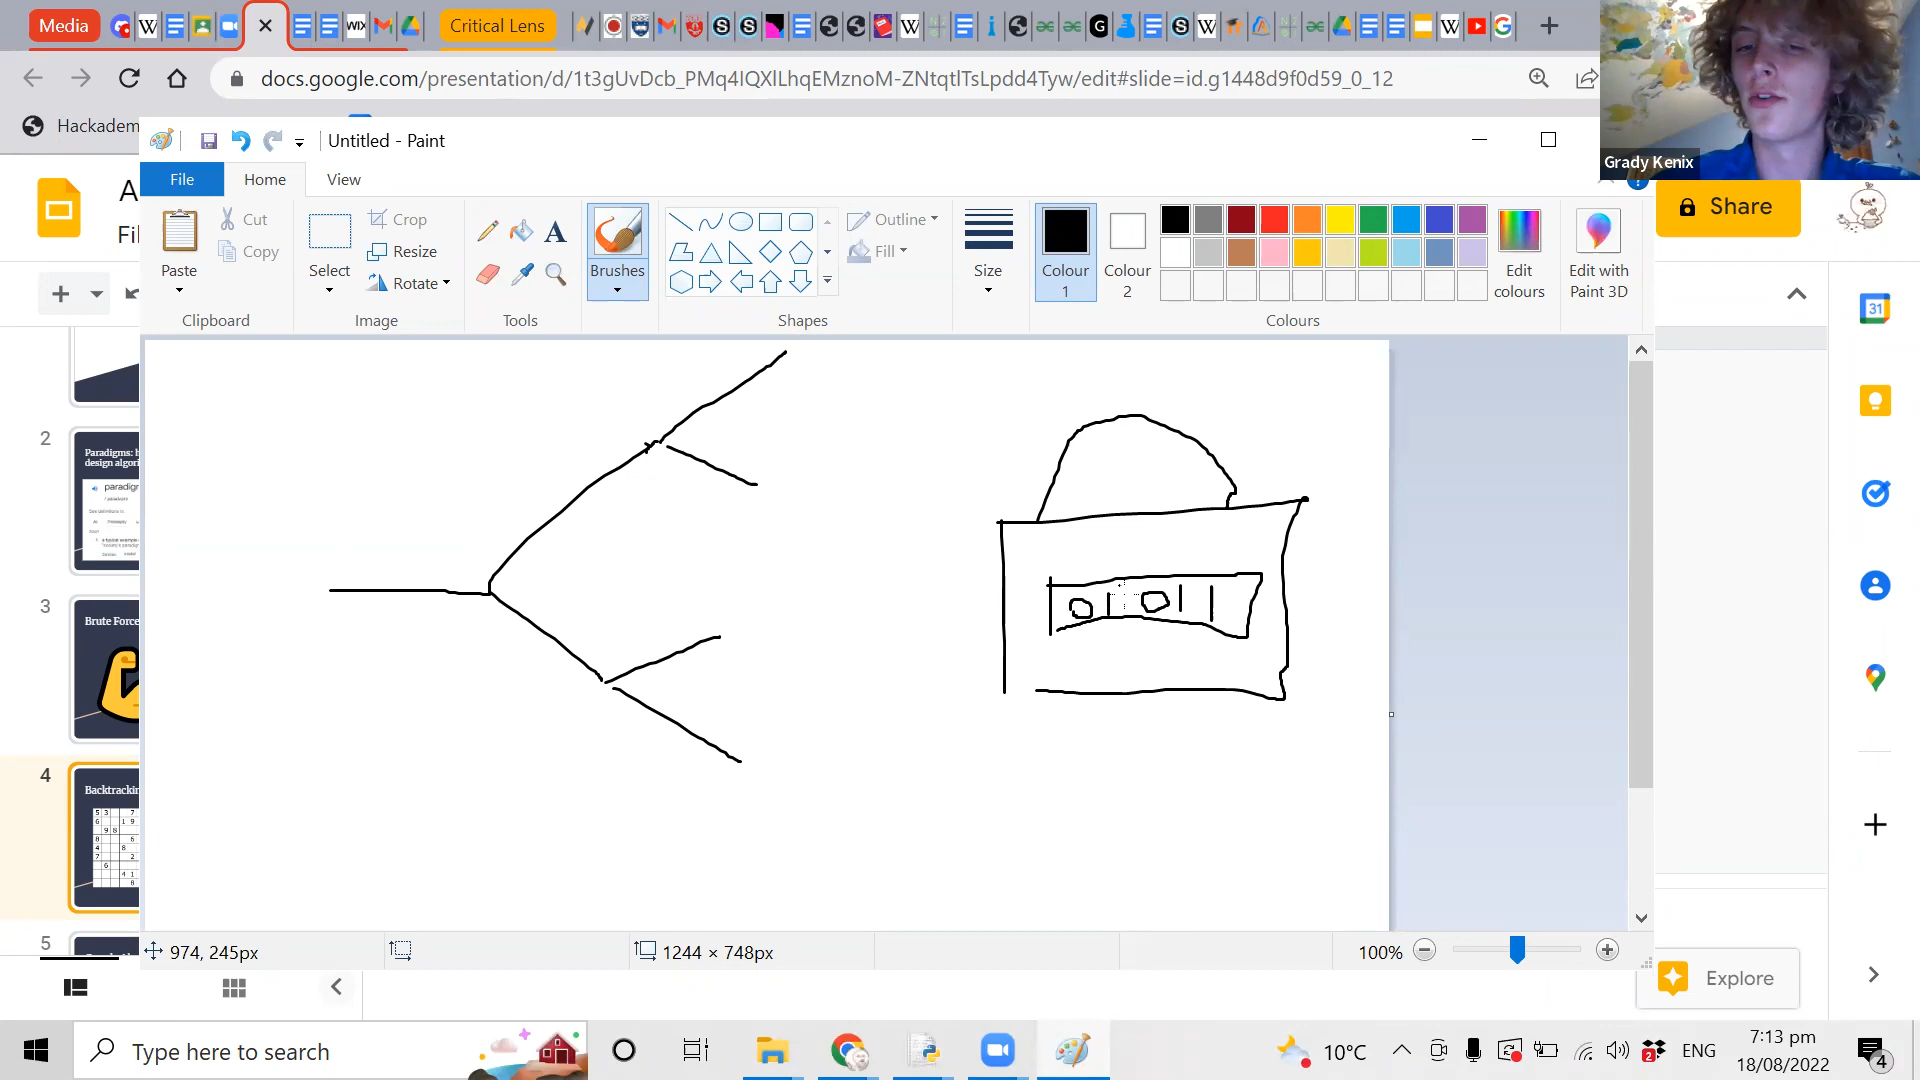 Media
Critical Lens
docs.google.com/presentation/d/1t3gUvDcb_PMq4IQXlLhqEMznoM-ZNtqtlTsLpdd4Tyw/edit#slide=id.g1448d9f0d59_0_12
Hackadem
Untitled - Paint
Grady Kenix
File
Home
View
Share
Paste
Cut
Copy
Select
Crop
Resize
Rotate
Brushes
Outline
Fill
Size
Colour 1
Colour 2
Edit colours
Edit with Paint 3D
Clipboard
Image
Tools
Shapes
Colours
31
2
Paradigms: h
design algori
3
Brute Force
4
Backtrackin
5
974, 245px
1244 × 748px
100%
Explore
Type here to search
10°C
ENG
7:13 pm
18/08/2022
4